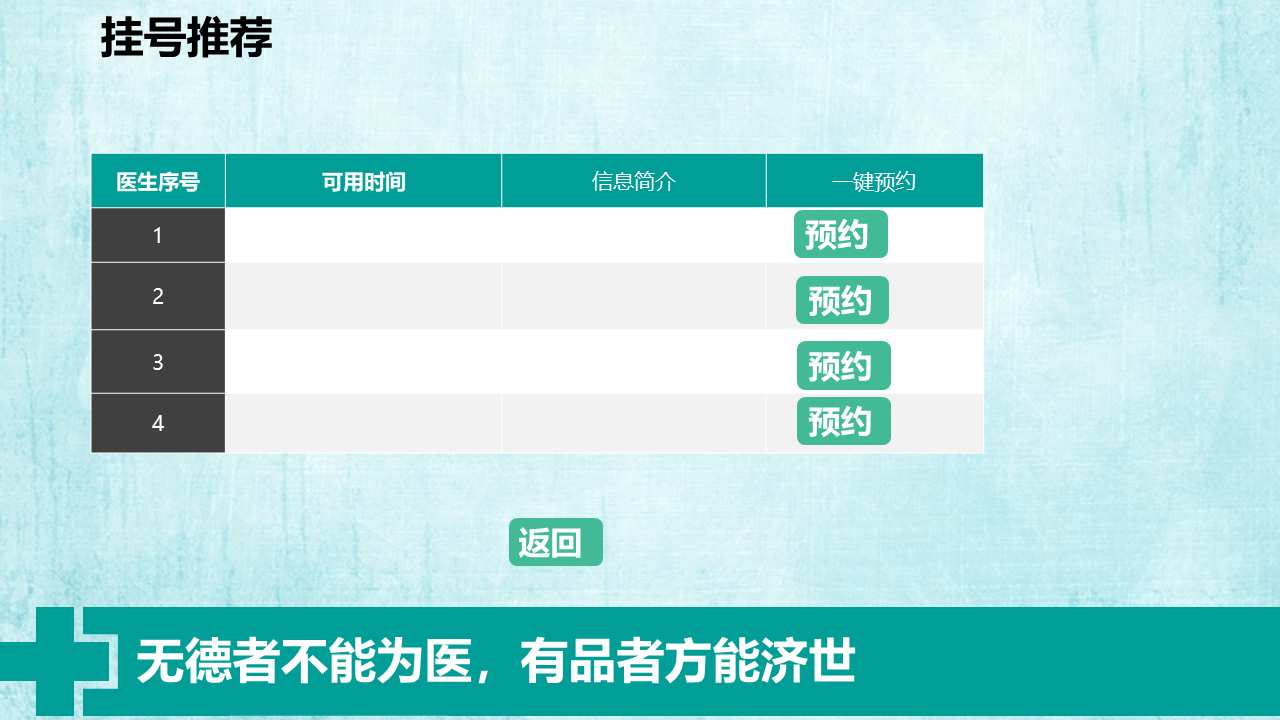 挂号推荐
医生序号 可用时间 信息简介 一键预约
1 预约
2 预约
3 预约
4 预约
返回
无德者不能为医，有品者方能济世